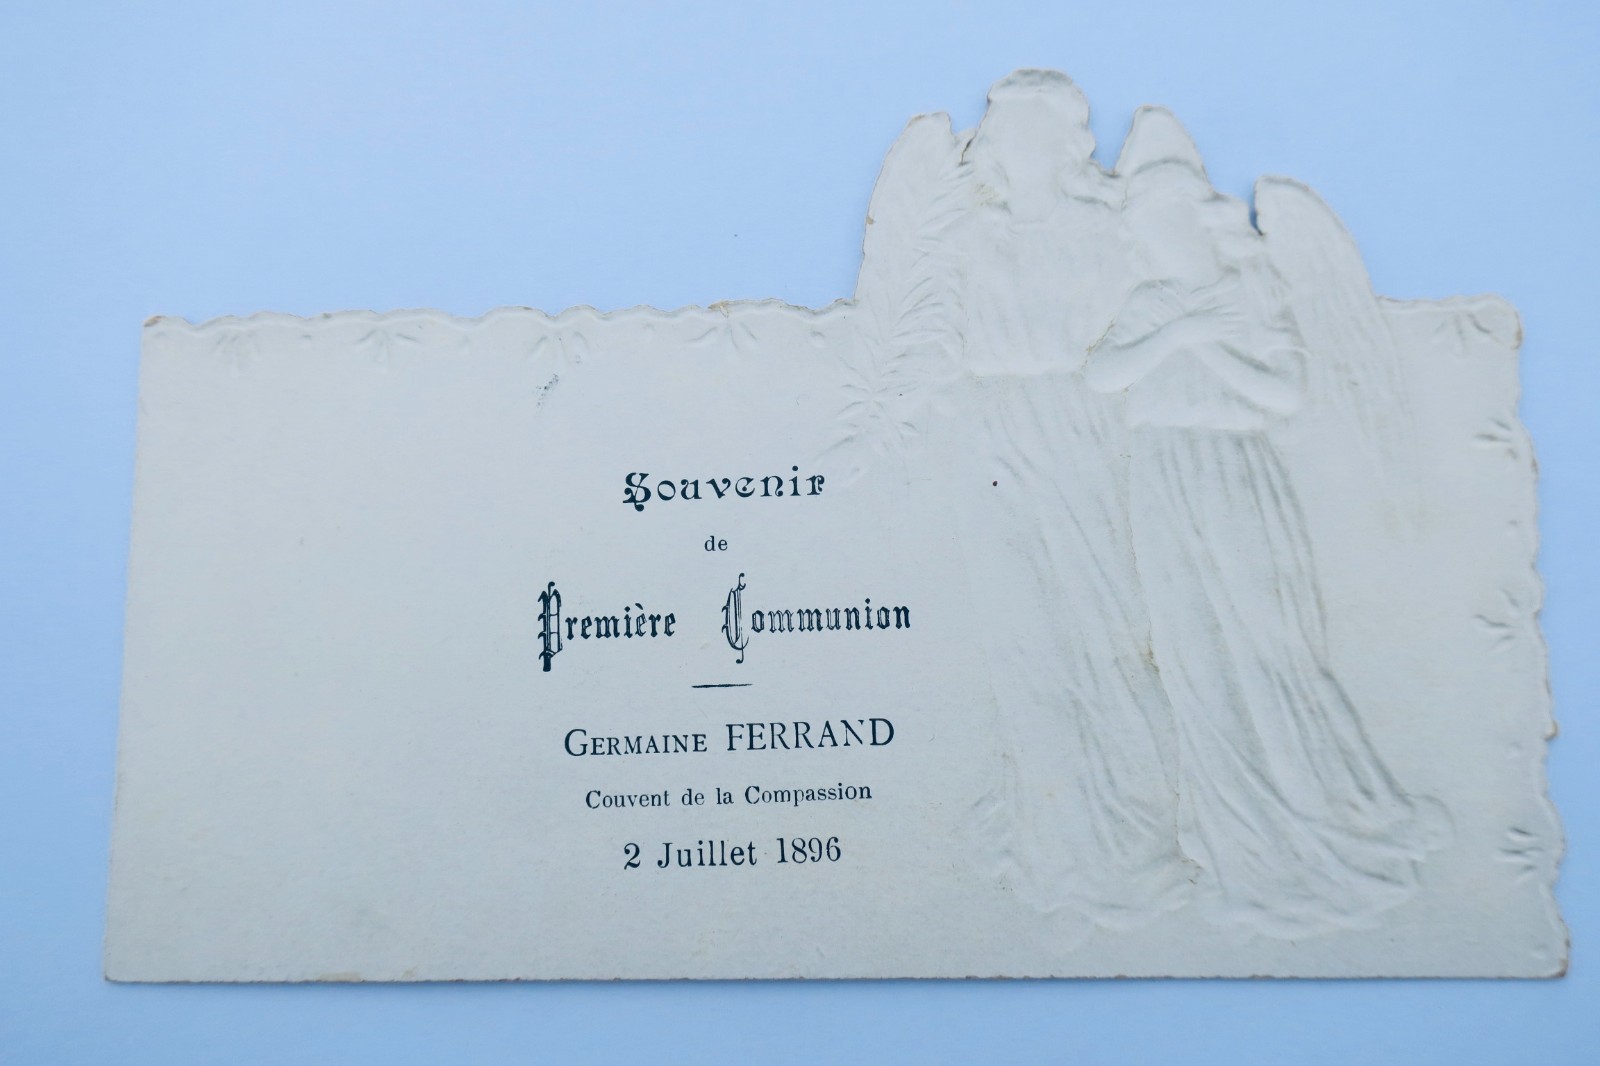 Souvenir
de
Première Communion
Germaine FERRAND
Couvent de la Compassion
2 Juillet 1896